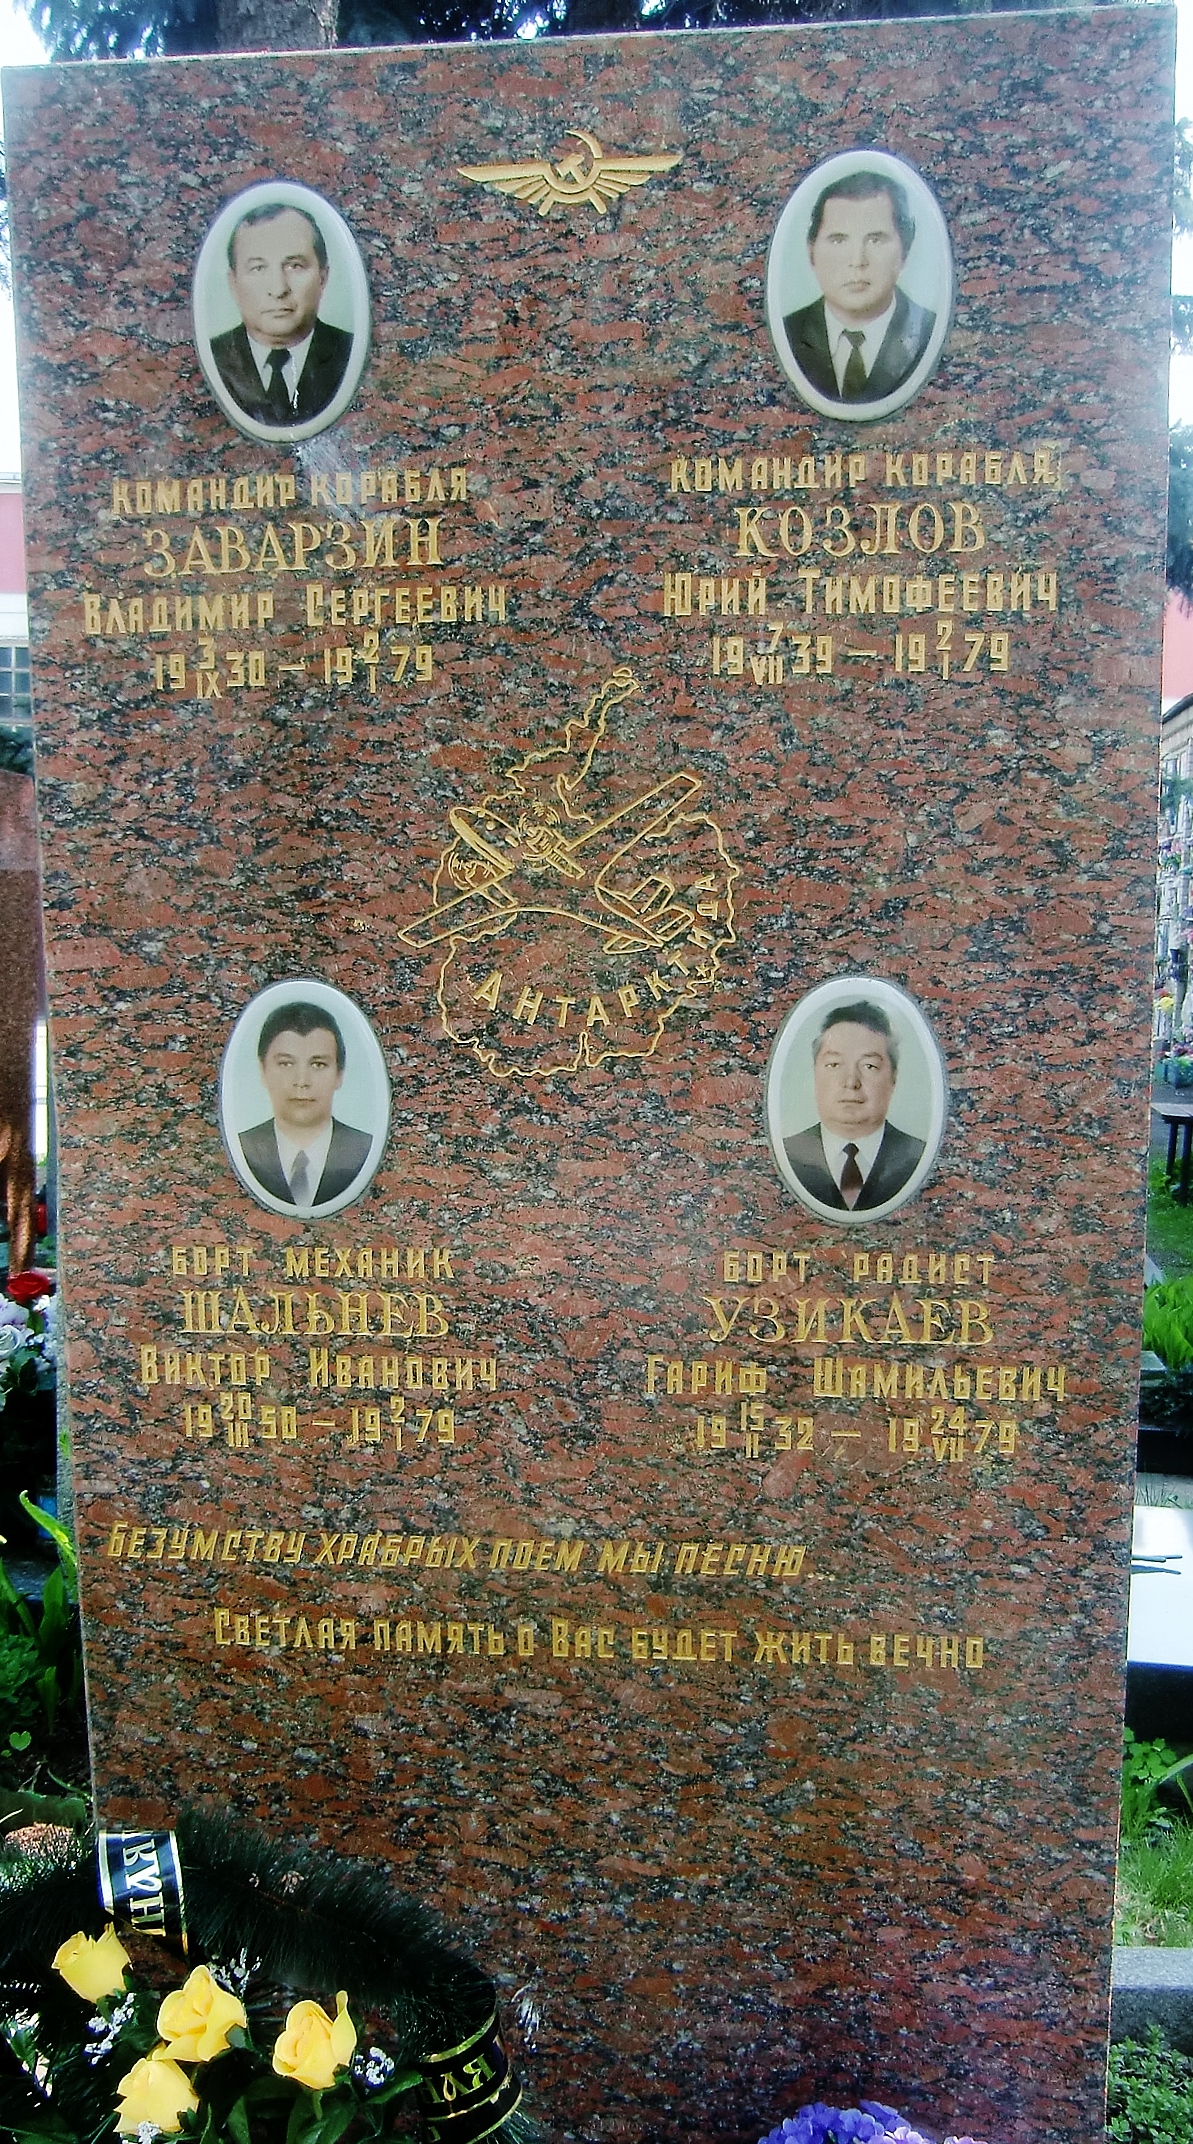 КОМАНДИР КОРАБЛЯ
ЗАВАРЗИН
ВЛАДИМИР СЕРГЕЕВИЧ
19 3/IX 30 – 19 2/I 79
КОМАНДИР КОРАБЛЯ
КОЗЛОВ
ЮРИЙ ТИМОФЕЕВИЧ
19 7/VII 39 – 19 2/I 79
АНТАРКТИДА
БОРТ МЕХАНИК
ШАЛЬНЕВ
ВИКТОР ИВАНОВИЧ
19 20/III 50 – 19 2/I 79
БОРТ РАДИСТ
УЗИКАЕВ
ГАРИФ ШАМИЛЬЕВИЧ
19 15/II 32 – 19 24/VII 79
БЕЗУМСТВУ ХРАБРЫХ ПОЕМ МЫ ПЕСНЮ...
СВЕТЛАЯ ПАМЯТЬ О ВАС БУДЕТ ЖИТЬ ВЕЧНО